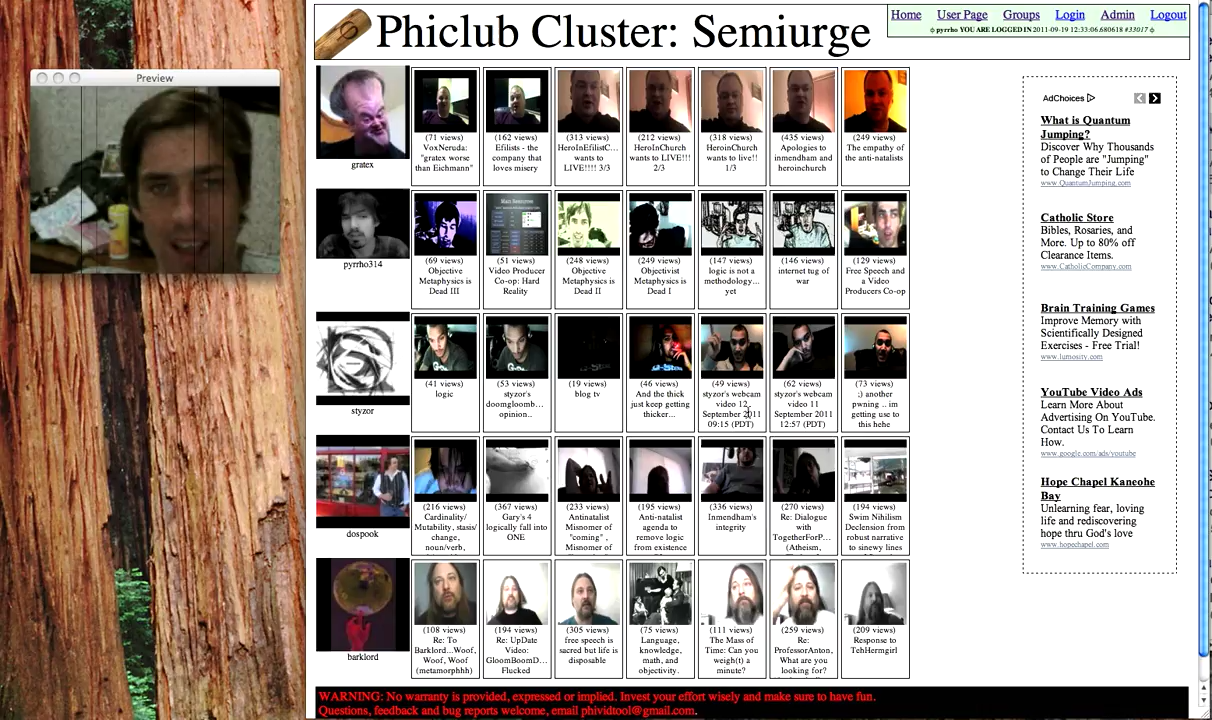 Preview
Phiclub Cluster: Semiurge
Home User Page Groups Login Admin Logout
ф pyrrho YOU ARE LOGGED IN 2011-09-19 12:33:06.680618 #33017 ф
gratex
(71 views)
VoxNeruda:
"gratex worse
than Eichmann"
(162 views)
Efilists - the
company that
loves misery
(313 views)
HeroInEfilistC...
wants to
LIVE!!!! 3/3
(212 views)
HeroInChurch
wants to LIVE!!!
2/3
(318 views)
HeroinChurch
wants to live!!
1/3
(435 views)
Apologies to
inmendham and
heroinchurch
(249 views)
The empathy of
the anti-natalists
pyrrho314
(69 views)
Objective
Metaphysics is
Dead III
(51 views)
Video Producer
Co-op: Hard
Reality
(248 views)
Objective
Metaphysics is
Dead II
(249 views)
Objectivist
Metaphysics is
Dead I
(147 views)
logic is not a
methodology...
yet
(146 views)
internet tug of
war
(129 views)
Free Speech and
a Video
Producers Co-op
styzor
(41 views)
logic
(53 views)
styzor's
doomgloomb...
opinion..
(19 views)
blog tv
(46 views)
And the thick
just keep getting
thicker...
(49 views)
styzor's webcam
video 12
September 2011
09:15 (PDT)
(62 views)
styzor's webcam
video 11
September 2011
12:57 (PDT)
(73 views)
;) another
pwning .. im
getting use to
this hehe
dospook
(216 views)
Cardinality/
Mutability, stasis/
change,
noun/verb,
(367 views)
Gary's 4
logically fall into
ONE
(233 views)
Antinatalist
Misnomer of
"coming" ,
Misnomer of
(195 views)
Anti-natalist
agenda to
remove logic
from existence
(336 views)
Inmendham's
integrity
(270 views)
Re: Dialogue
with
TogetherForP...
(Atheism,
(194 views)
Swim Nihilism
Declension from
robust narrative
to sinewy lines
barklord
(108 views)
Re: To
Barklord...Woof,
Woof, Woof
(metamorphhh)
(194 views)
Re: UpDate
Video:
GloomBoomD...
Flucked
(305 views)
free speech is
sacred but life is
disposable
(75 views)
Language,
knowledge,
math, and
objectivity.
(111 views)
The Mass of
Time: Can you
weigh(t) a
minute?
(259 views)
Re:
ProfessorAnton,
What are you
looking for?
(209 views)
Response to
TehHermgirl
AdChoices
What is Quantum
Jumping?
Discover Why Thousands
of People are "Jumping"
to Change Their Life
www.QuantumJumping.com
Catholic Store
Bibles, Rosaries, and
More. Up to 80% off
Clearance Items.
www.CatholicCompany.com
Brain Training Games
Improve Memory with
Scientifically Designed
Exercises - Free Trial!
www.lumosity.com
YouTube Video Ads
Learn More About
Advertising On YouTube.
Contact Us To Learn
How.
www.google.com/ads/youtube
Hope Chapel Kaneohe
Bay
Unlearning fear, loving
life and rediscovering
hope thru God's love
www.hopechapel.com
WARNING: No warranty is provided, expressed or implied. Invest your effort wisely and make sure to have fun.
Questions, feedback and bug reports welcome, email phividtool@gmail.com.